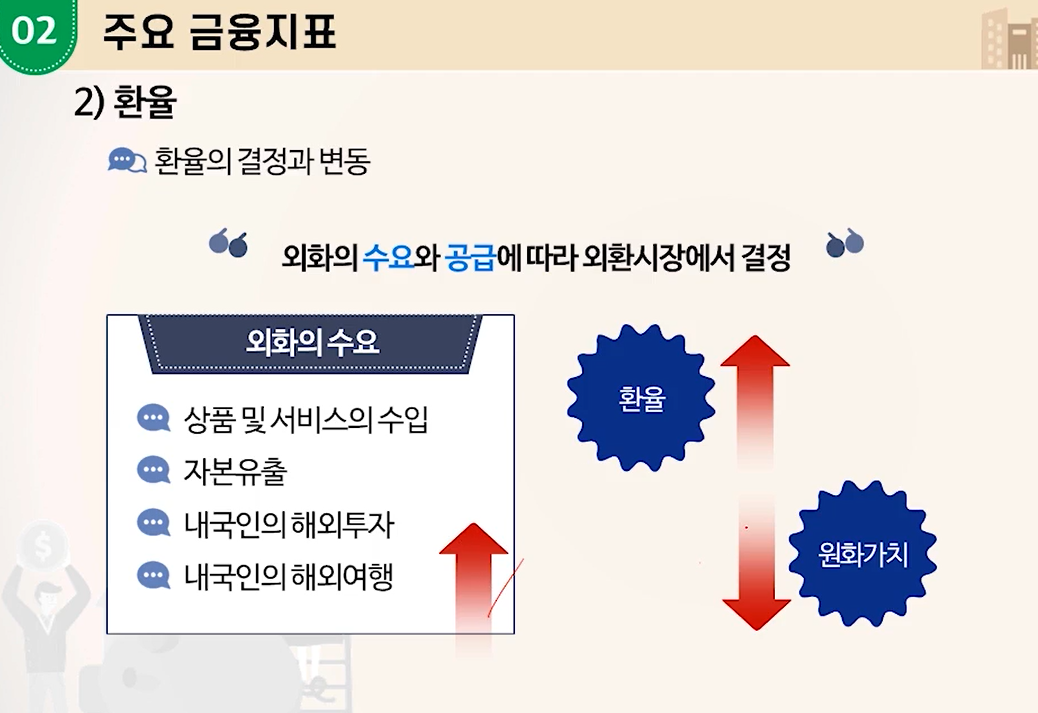 02
주요 금융지표
2) 환율
환율의 결정과 변동
외화의 수요와 공급에 따라 외환시장에서 결정
외화의 수요
상품 및 서비스의 수입
자본유출
내국인의 해외투자
내국인의 해외여행
환율
원화가치
$